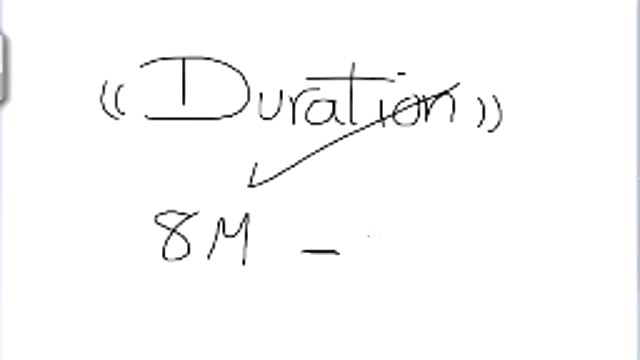 (( Duration ))
8M –